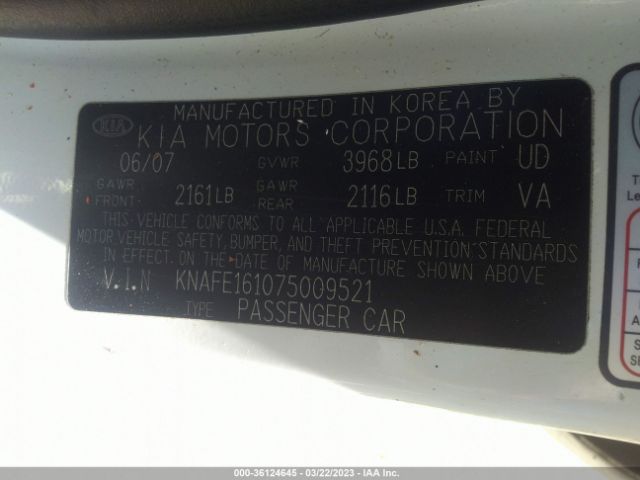 MANUFACTURED IN KOREA BY
KIA KIA MOTORS CORPORATION
06/07 GVWR 3968LB PAINT UD
GAWR FRONT: 2161LB GAWR REAR 2116LB TRIM VA
THIS VEHICLE CONFORMS TO ALL APPLICABLE U.S.A. FEDERAL
MOTOR VEHICLE SAFETY, BUMPER, AND THEFT PREVENTION STANDARDS
IN EFFECT ON THE DATE OF MANUFACTURE SHOWN ABOVE
V.I.N KNAFE161075009521
TYPE PASSENGER CAR
000-36124645 - 03/22/2023 - IAA Inc.